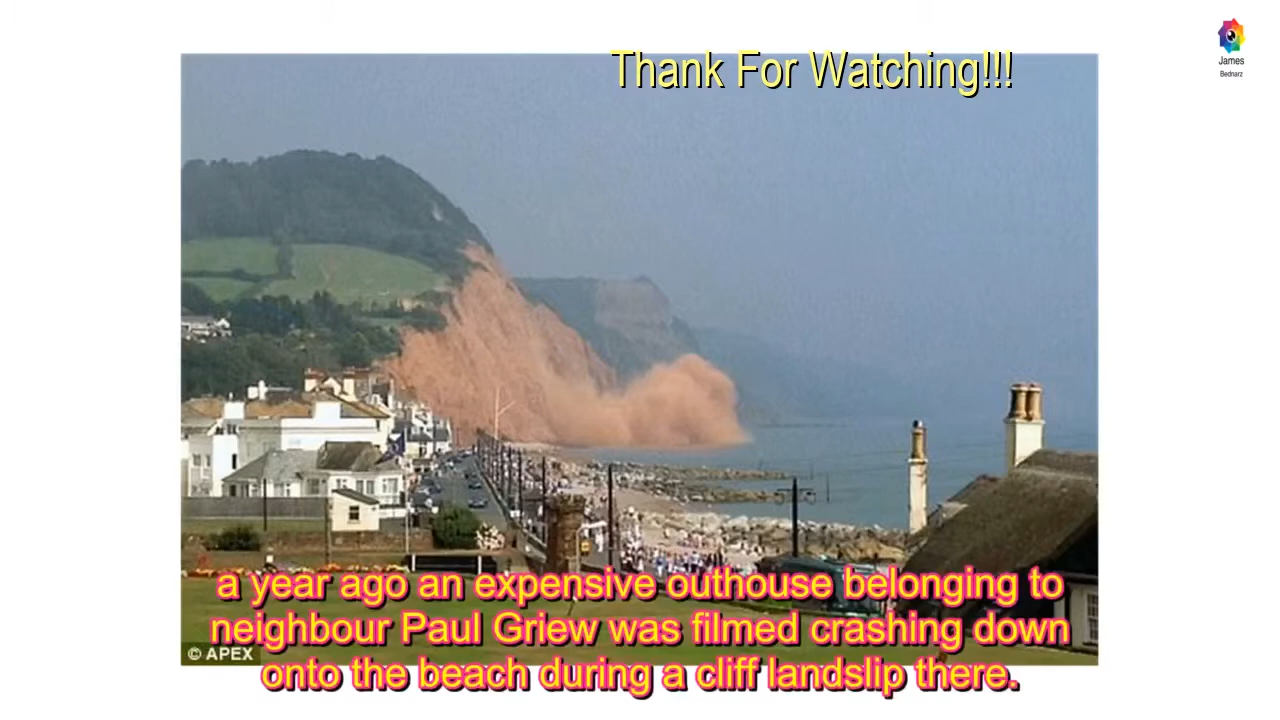 Thank For Watching!!!
James
Bednarz
a year ago an expensive outhouse belonging to
neighbour Paul Griew was filmed crashing down
onto the beach during a cliff landslip there.
© APEX